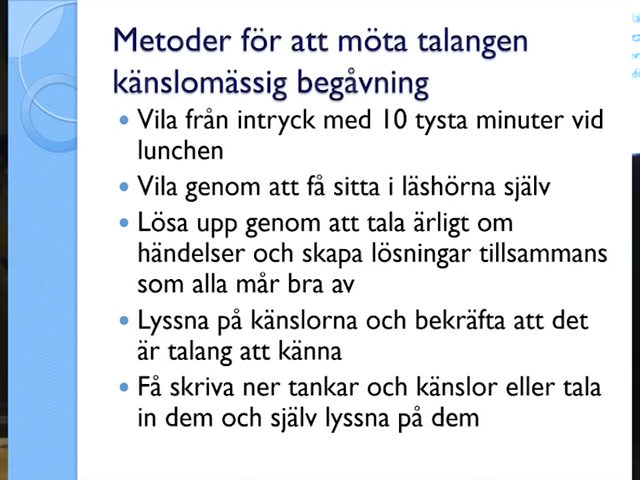 Metoder för att möta talangen
känslomässig begåvning
• Vila från intryck med 10 tysta minuter vid
lunchen
• Vila genom att få sitta i läshörna själv
• Lösa upp genom att tala ärligt om
händelser och skapa lösningar tillsammans
som alla mår bra av
• Lyssna på känslorna och bekräfta att det
är talang att känna
• Få skriva ner tankar och känslor eller tala
in dem och själv lyssna på dem